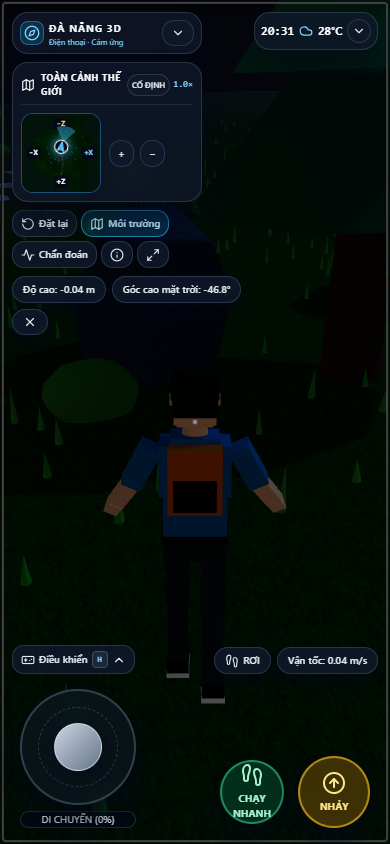 ĐÀ NẴNG 3D
Điện thoại · Cảm ứng
20:31 28°C
TOÀN CẢNH THẾ GIỚI
CỐ ĐỊNH
1.0×
-Z
-X
+X
+Z
+
−
Đặt lại
Môi trường
Chẩn đoán
Độ cao: -0.04 m
Góc cao mặt trời: -46.8°
Điều khiển H
RƠI
Vận tốc: 0.04 m/s
DI CHUYỂN (0%)
CHẠY
NHANH
NHẢY